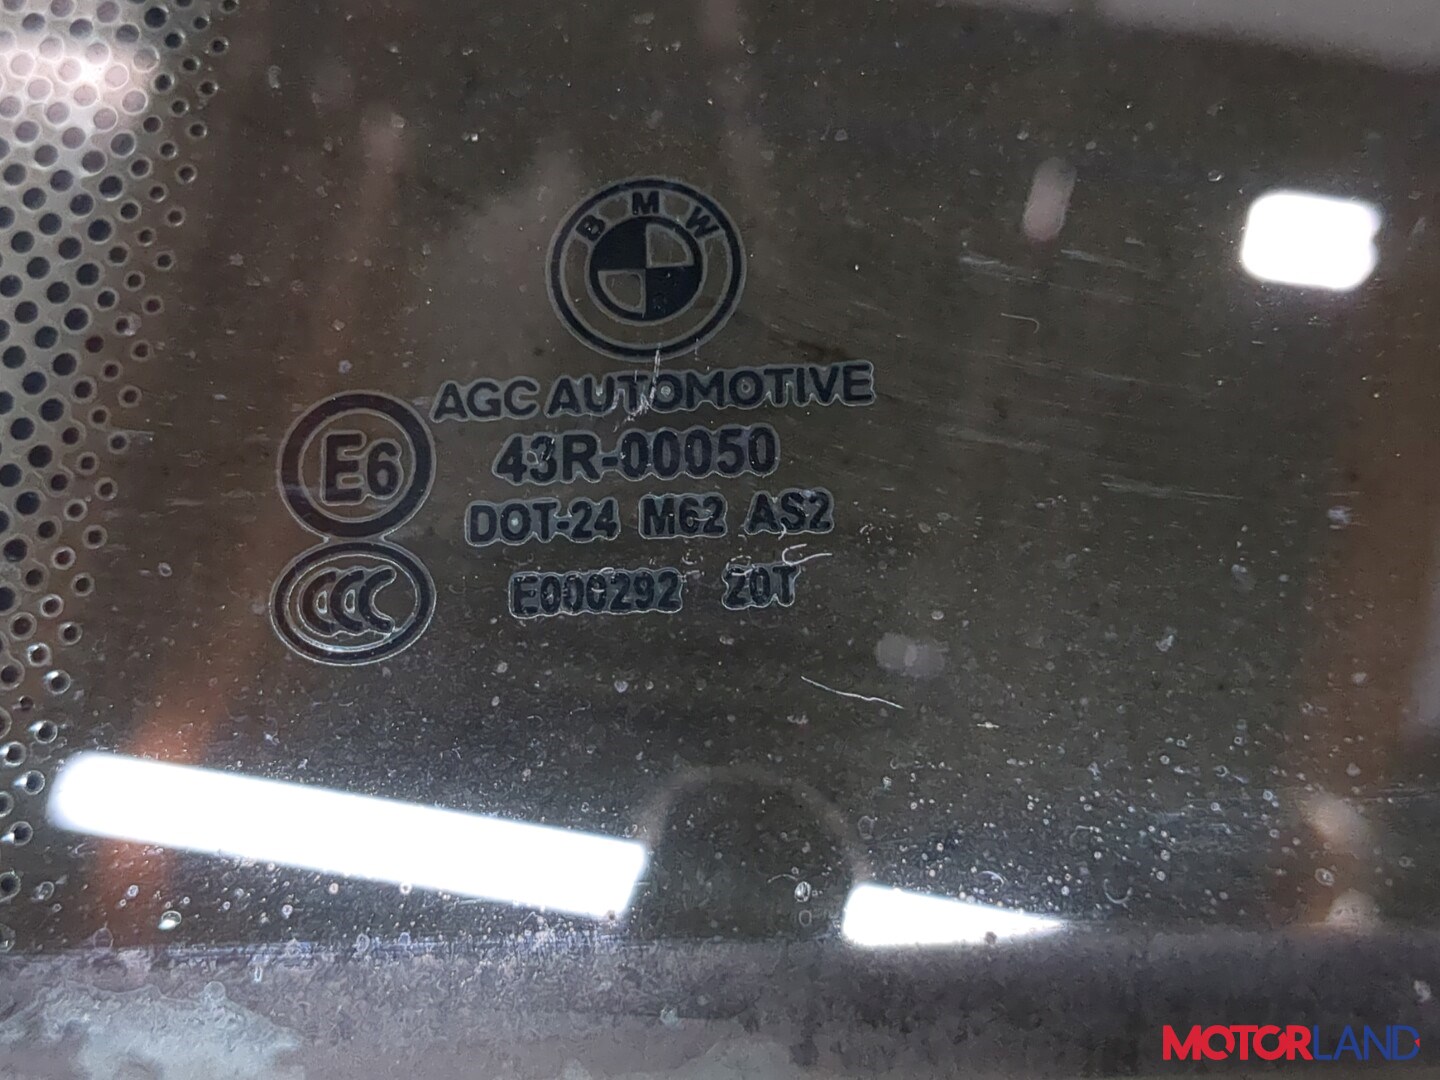 BMW
AGC AUTOMOTIVE
E6 43R-00050
DOT-24 M62 AS2
CCC E000292 20T
MOTORLAND